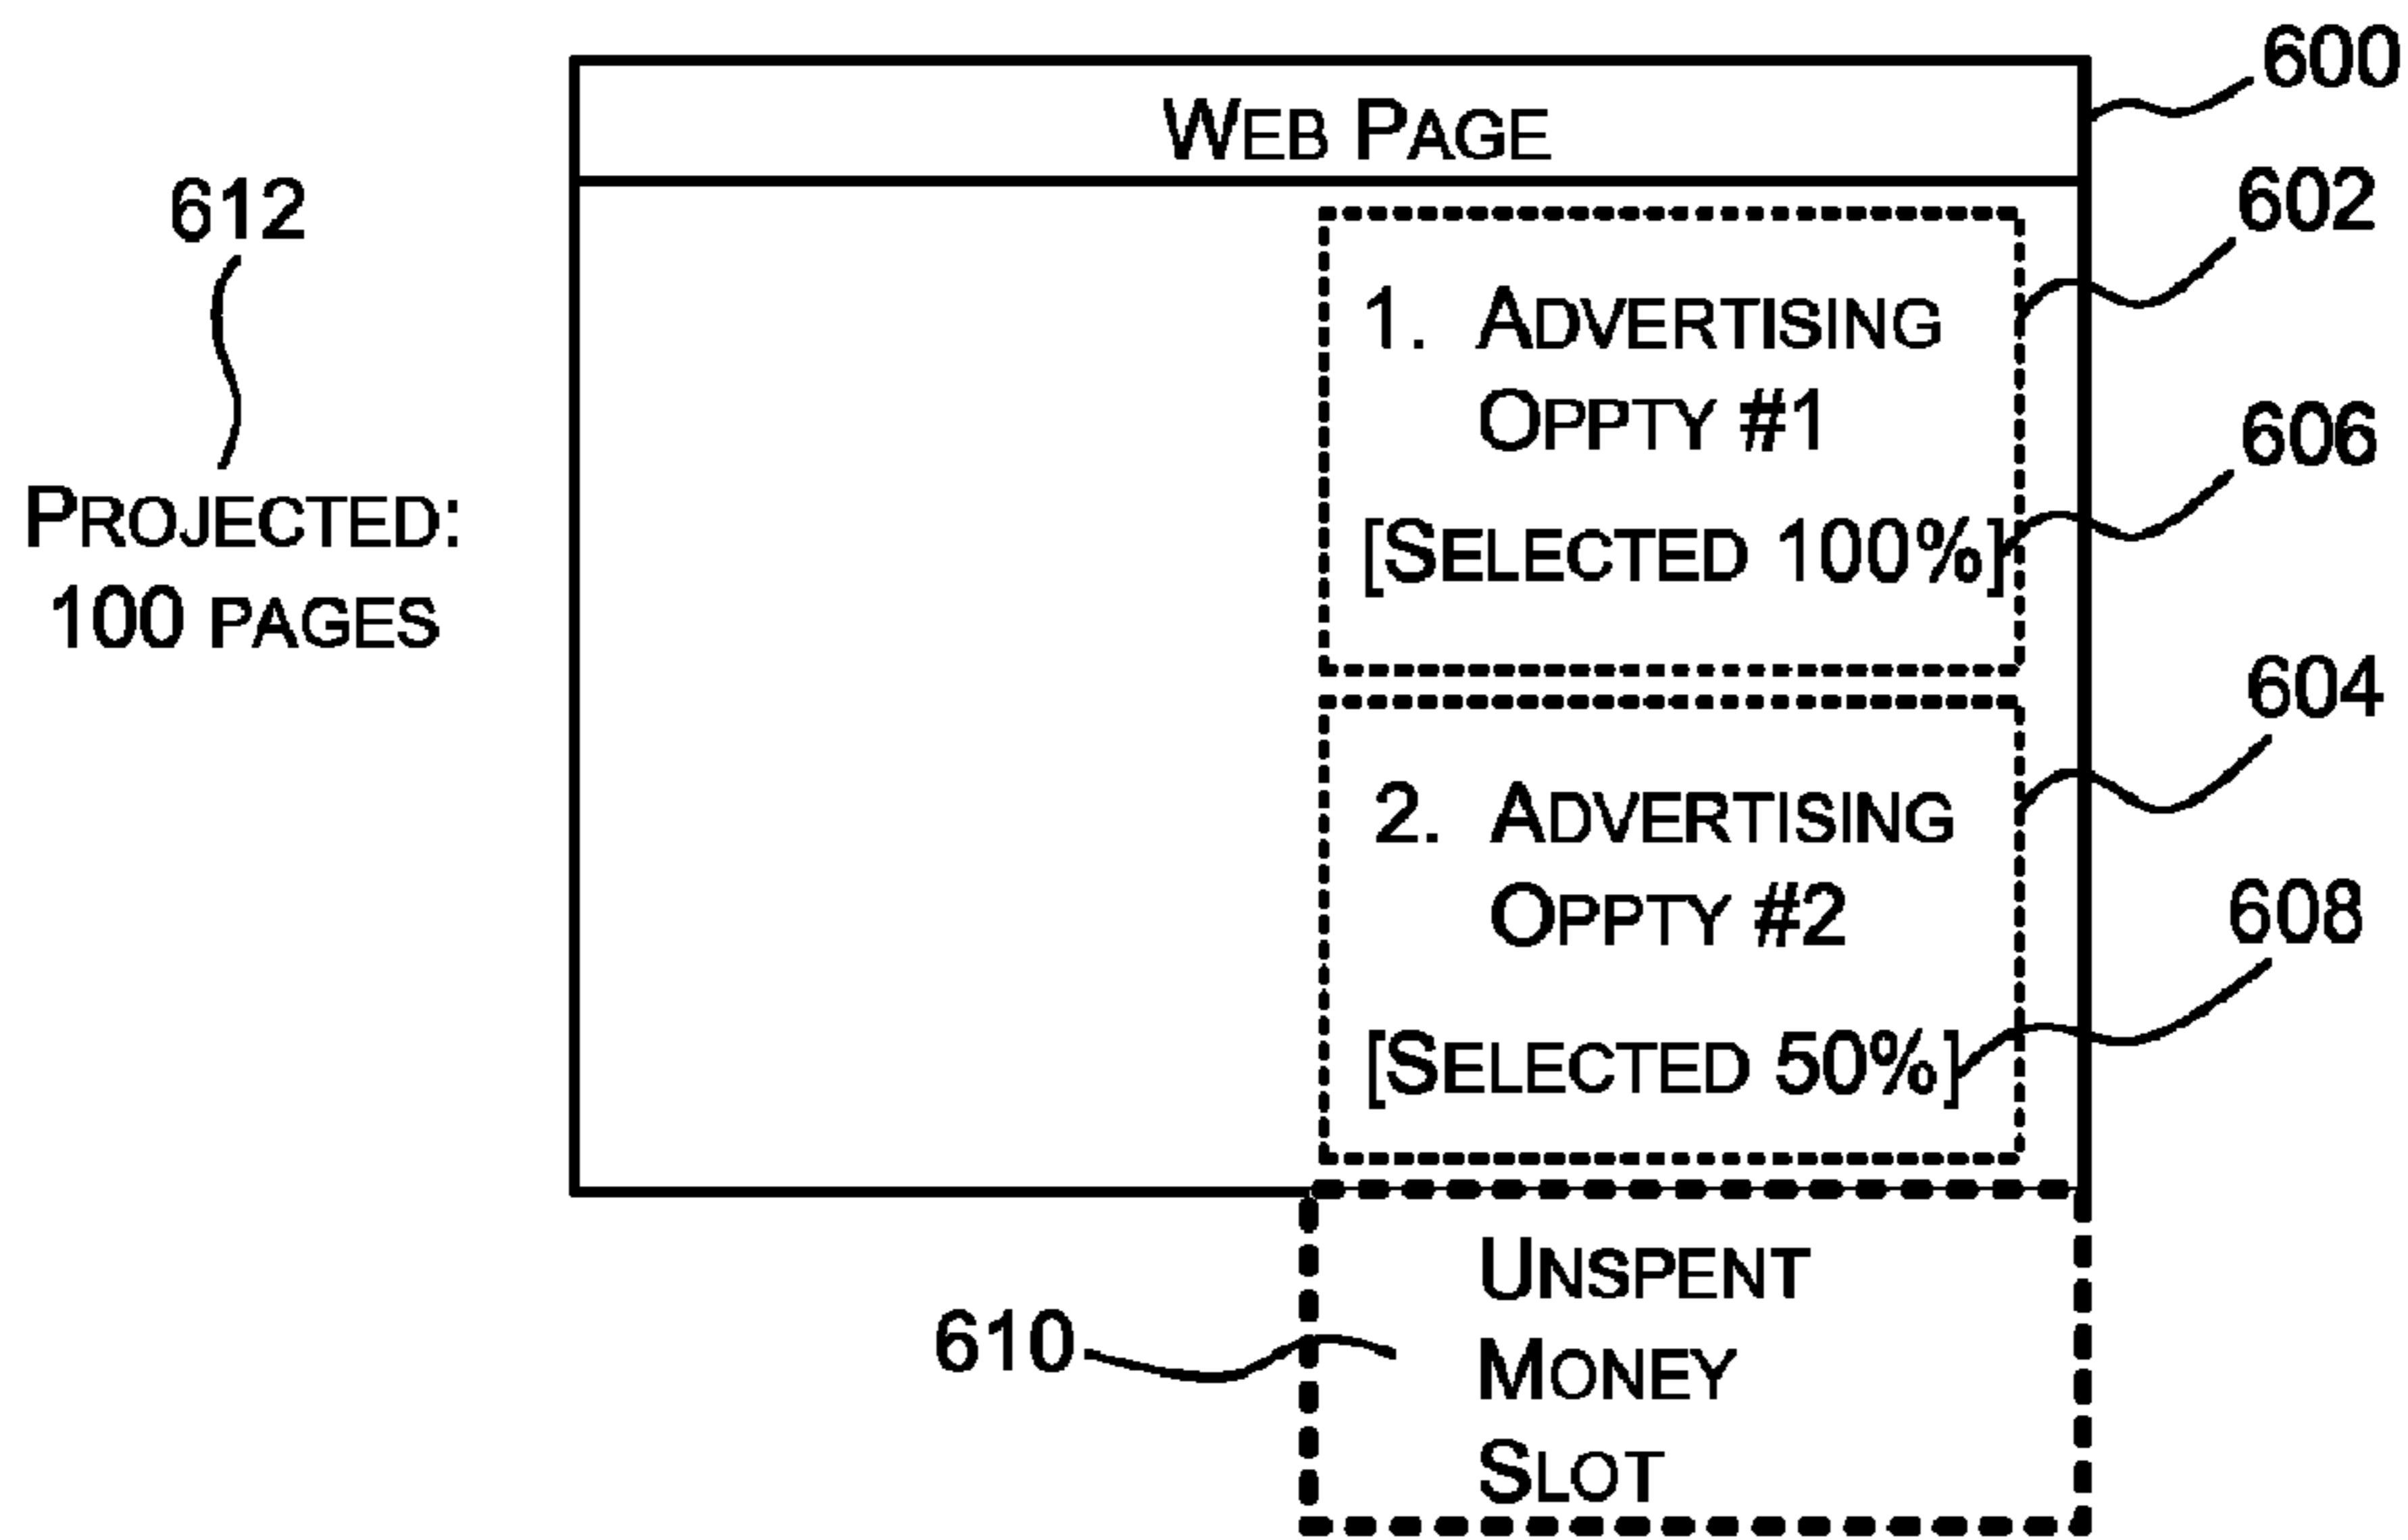 600
WEB PAGE
602
612
1. ADVERTISING
OPPTY #1
606
PROJECTED:
100 PAGES
[SELECTED 100%]
604
2. ADVERTISING
OPPTY #2
608
[SELECTED 50%]
UNSPENT
610
MONEY
SLOT